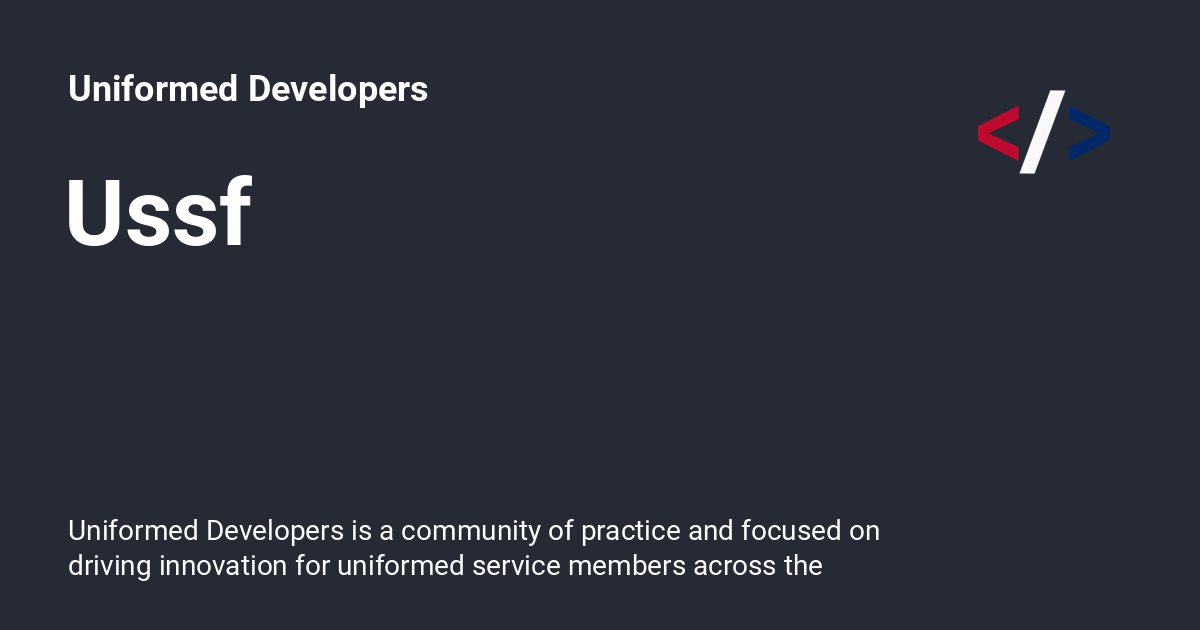 Uniformed Developers
</>
Ussf
Uniformed Developers is a community of practice and focused on
driving innovation for uniformed service members across the